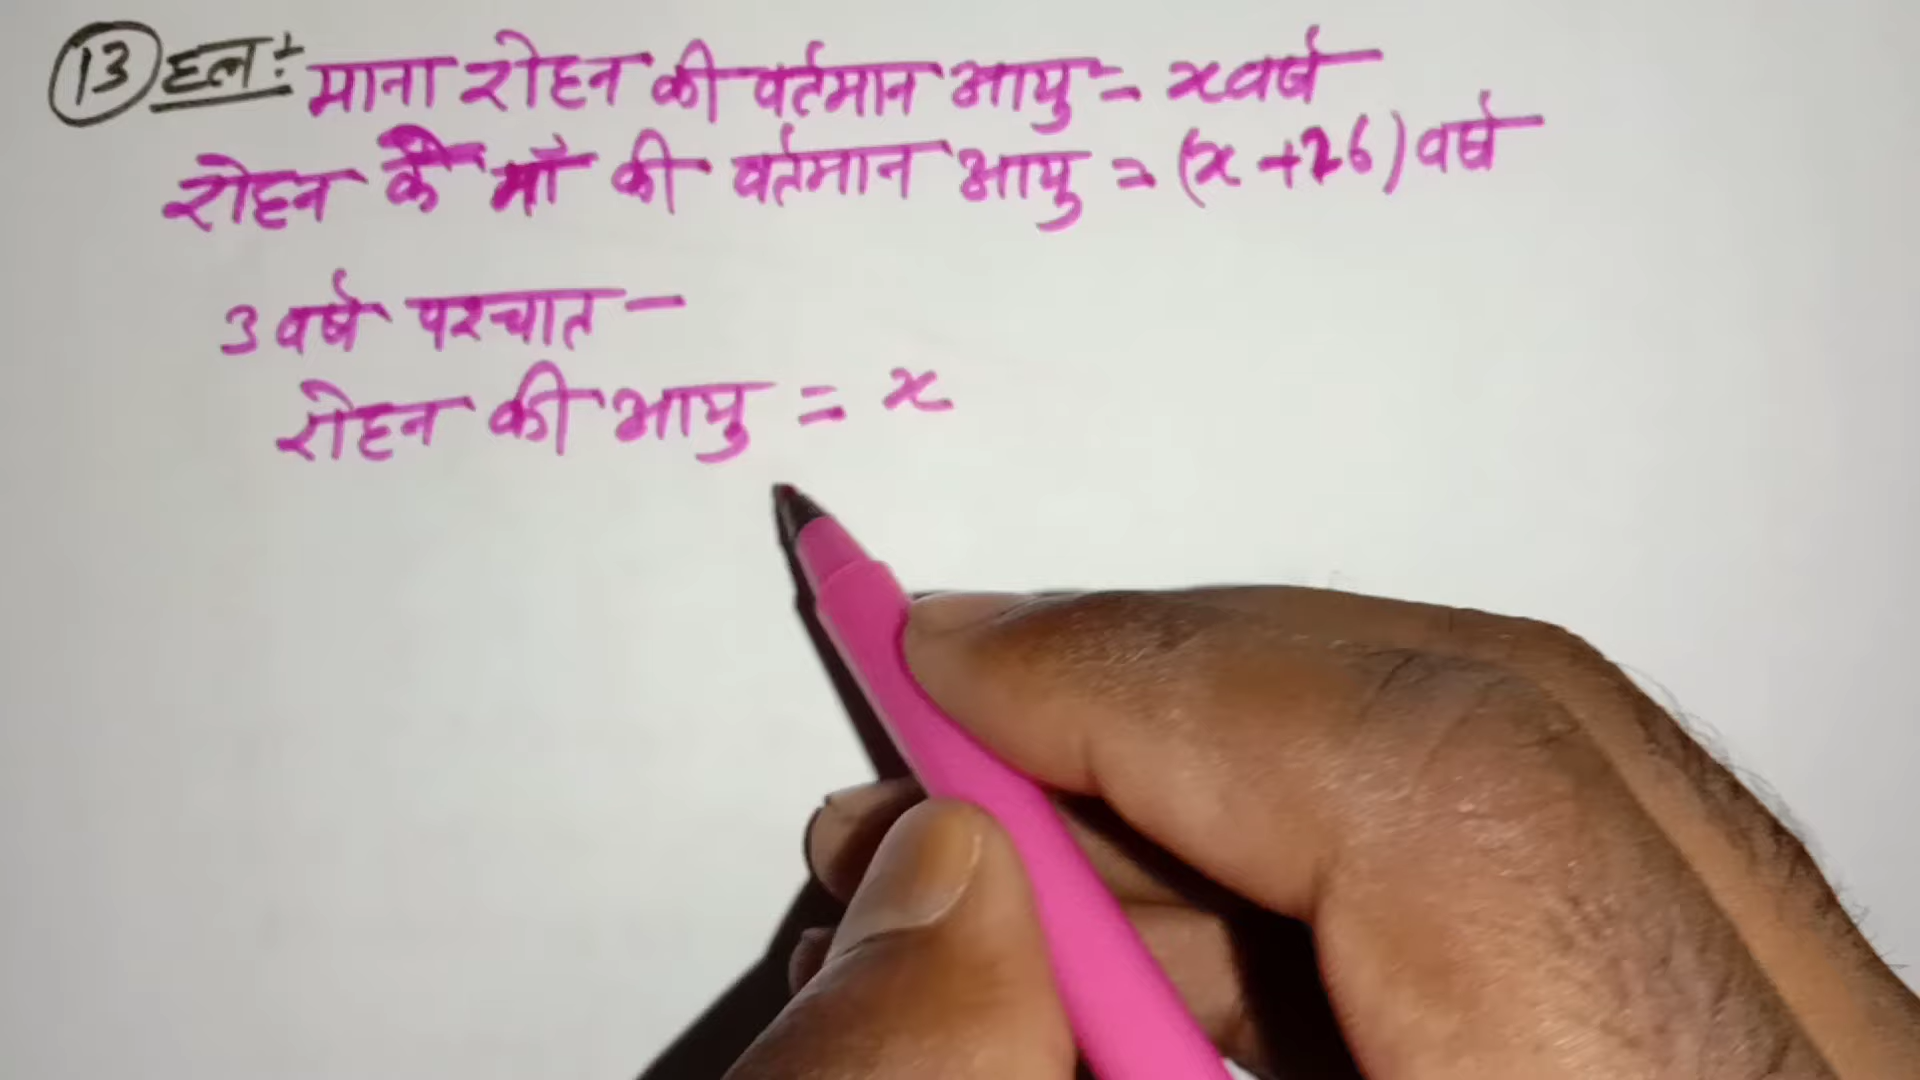 13 हल:- माना रोहन की वर्तमान आयु = x वर्ष
रोहन के माँ की वर्तमान आयु = (x +26) वर्ष
3 वर्ष पश्चात -
रोहन की आयु = x